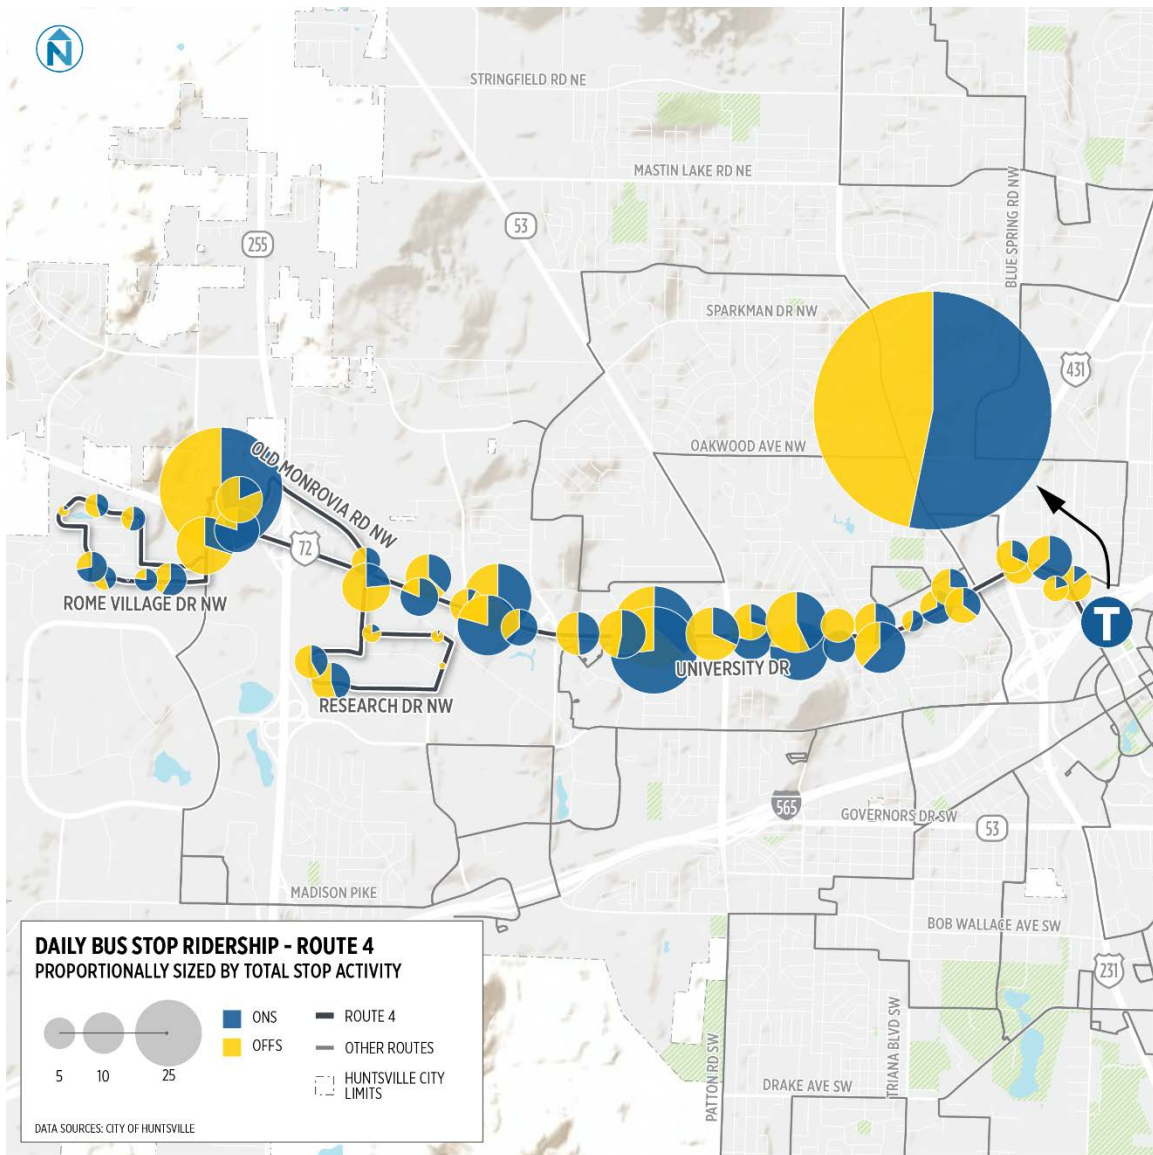 N
STRINGFIELD RD NE
MASTIN LAKE RD NE
BLUE SPRING RD NW
53
255
SPARKMAN DR NW
431
OAKWOOD AVE NW
OLD MONROVIA RD NW
72
ROME VILLAGE DR NW
T
UNIVERSITY DR
RESEARCH DR NW
565
GOVERNORS DR SW
53
MADISON PIKE
BOB WALLACE AVE SW
231
PATTON RD SW
TRIANA BLVD SW
DRAKE AVE SW
DAILY BUS STOP RIDERSHIP - ROUTE 4
PROPORTIONALLY SIZED BY TOTAL STOP ACTIVITY
5 10 25
ONS
OFFS
ROUTE 4
OTHER ROUTES
HUNTSVILLE CITY
LIMITS
DATA SOURCES: CITY OF HUNTSVILLE